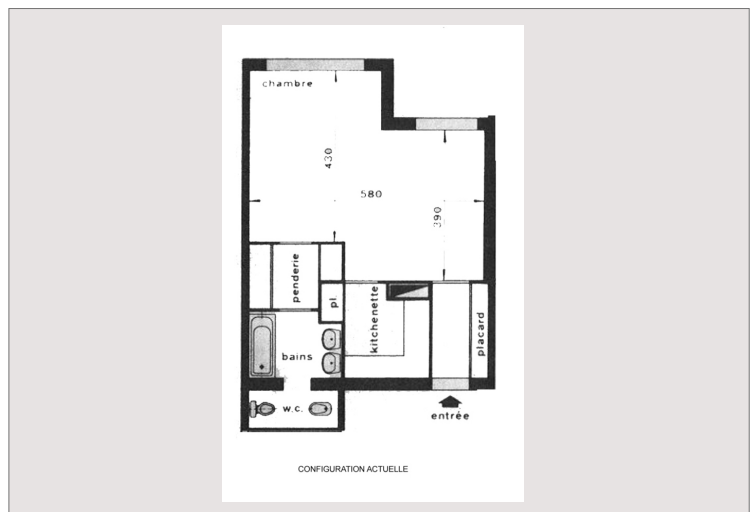 chambre
430
580
390
penderie
pl.
kitchenette
placard
bains
w.c.
entrée
CONFIGURATION ACTUELLE